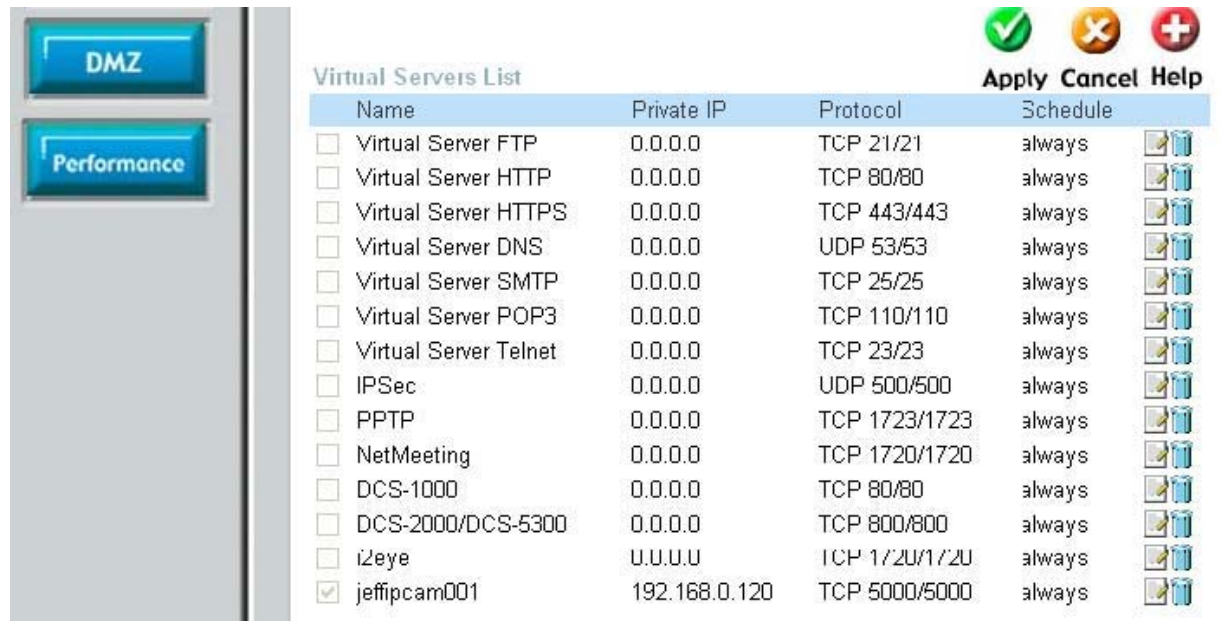 DMZ
Performance
Apply Cancel Help
Virtual Servers List
Name Private IP Protocol Schedule
Virtual Server FTP 0.0.0.0 TCP 21/21 always
Virtual Server HTTP 0.0.0.0 TCP 80/80 always
Virtual Server HTTPS 0.0.0.0 TCP 443/443 always
Virtual Server DNS 0.0.0.0 UDP 53/53 always
Virtual Server SMTP 0.0.0.0 TCP 25/25 always
Virtual Server POP3 0.0.0.0 TCP 110/110 always
Virtual Server Telnet 0.0.0.0 TCP 23/23 always
IPSec 0.0.0.0 UDP 500/500 always
PPTP 0.0.0.0 TCP 1723/1723 always
NetMeeting 0.0.0.0 TCP 1720/1720 always
DCS-1000 0.0.0.0 TCP 80/80 always
DCS-2000/DCS-5300 0.0.0.0 TCP 800/800 always
i2eye 0.0.0.0 TCP 1720/1720 always
jeffipcam001 192.168.0.120 TCP 5000/5000 always